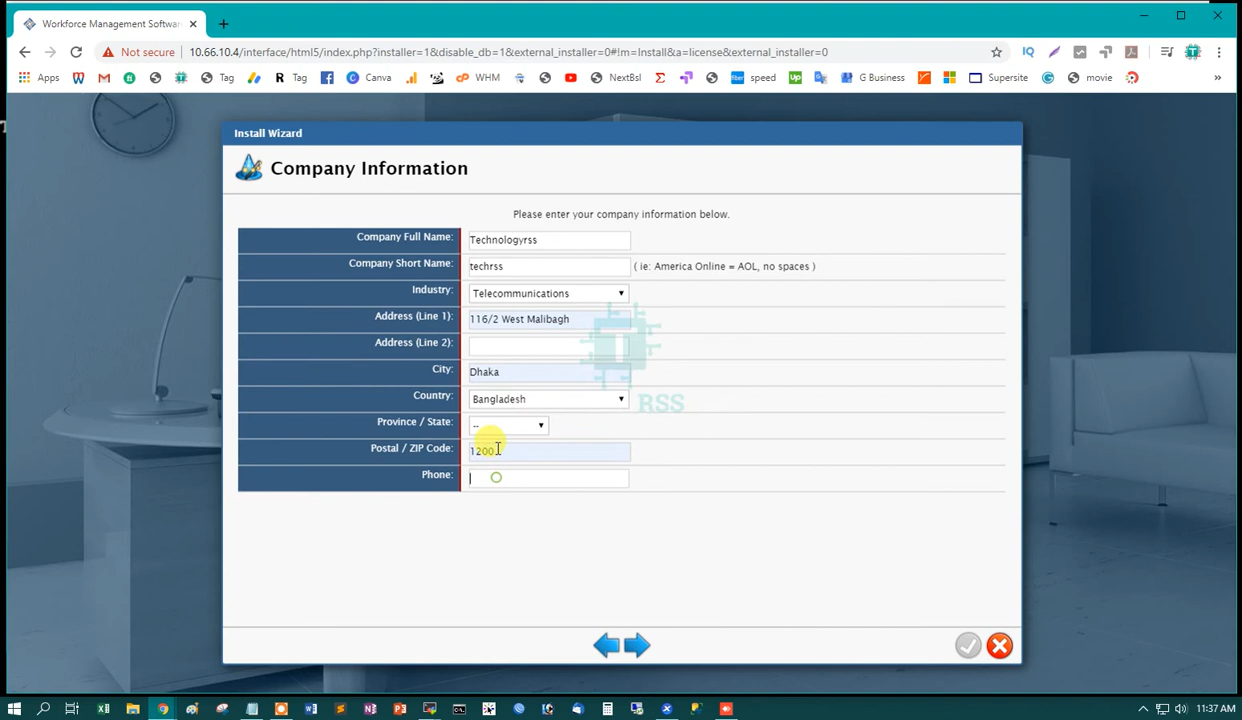 Workforce Management Softwa
Not secure
10.66.10.4/interface/html5/index.php?installer=1&disable_db=1&external_installer=0#!m=Install&a=license&external_installer=0
Apps Tag Tag Canva WHM NextBsl speed G Business Supersite movie
Install Wizard
Company Information
Please enter your company information below.
Company Full Name: Technologyrss
Company Short Name: techrss ( ie: America Online = AOL, no spaces )
Industry: Telecommunications
Address (Line 1): 116/2 West Malibagh
Address (Line 2):
City: Dhaka
Country: Bangladesh
RSS
Province / State: --
Postal / ZIP Code: 1200
Phone:
11:37 AM